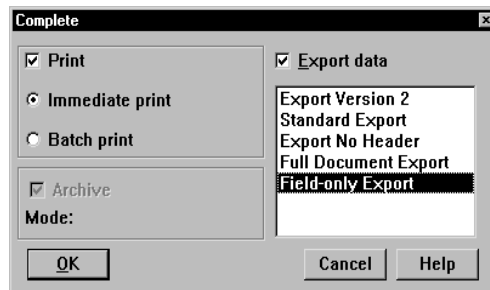 Complete
Print
Immediate print
Batch print
Archive
Mode:
Export data
Export Version 2
Standard Export
Export No Header
Full Document Export
Field-only Export
OK
Cancel
Help